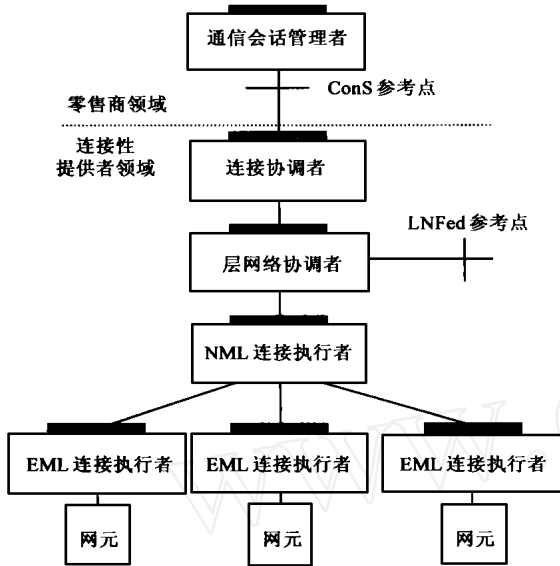 通信会话管理者
ConS 参考点
零售商领域
连接性
提供者领域
连接协调者
LNFed 参考点
层网络协调者
NML 连接执行者
EML 连接执行者
EML 连接执行者
EML 连接执行者
网元
网元
网元
www.